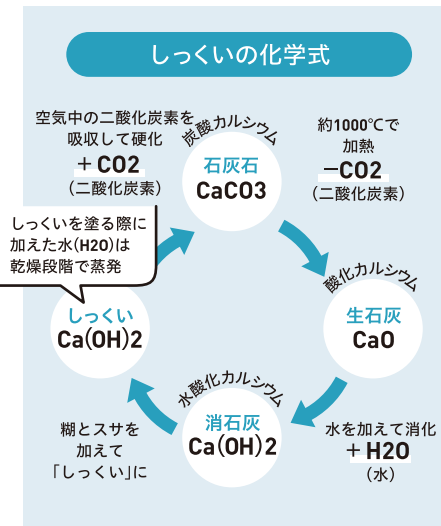 しっくいの化学式
空気中の二酸化炭素を
吸収して硬化
+CO2
(二酸化炭素)
炭酸カルシウム
石灰石
CaCO3
約1000℃で
加熱
−CO2
(二酸化炭素)
しっくいを塗る際に
加えた水(H2O)は
乾燥段階で蒸発
酸化カルシウム
生石灰
CaO
しっくい
Ca(OH)2
水酸化カルシウム
消石灰
Ca(OH)2
水を加えて消化
+H2O
(水)
糊とスサを
加えて
「しっくい」に